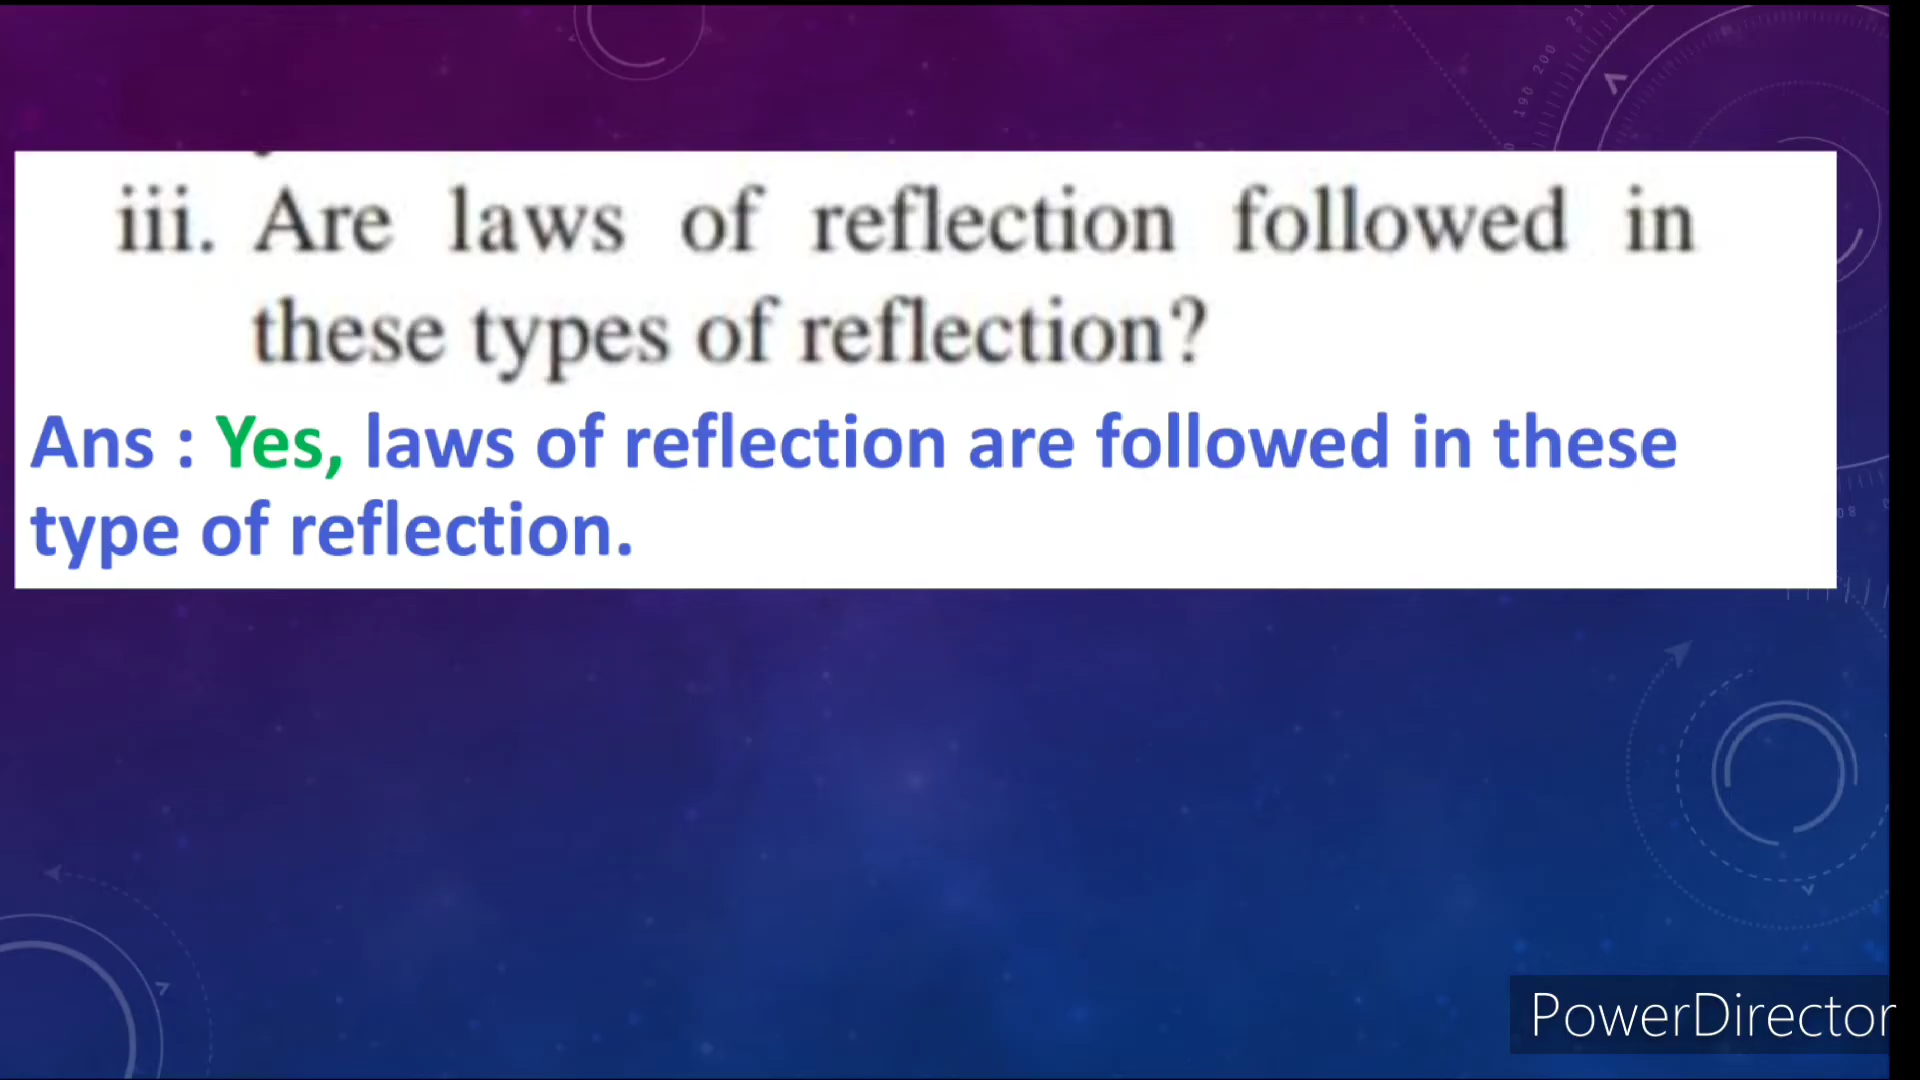 iii. Are laws of reflection followed in
these types of reflection?
Ans : Yes, laws of reflection are followed in these
type of reflection.
PowerDirector